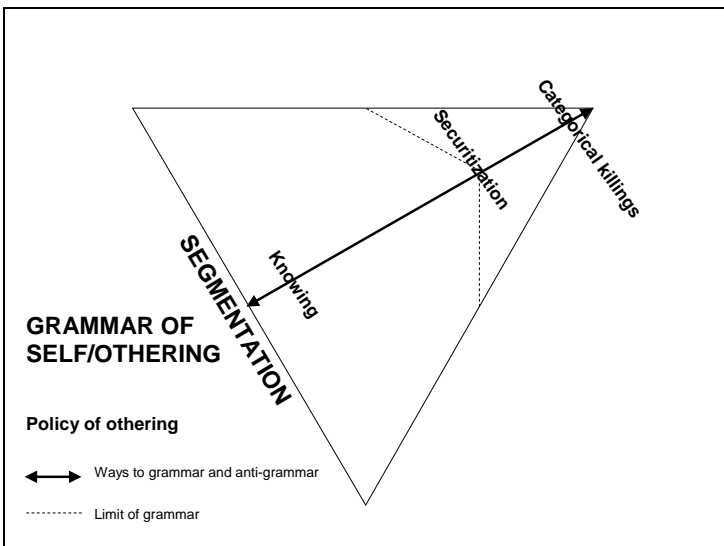 Categorical killings
Securitization
Knowing
SEGMENTATION
GRAMMAR OF
SELF/OTHERING
Policy of othering
Ways to grammar and anti-grammar
Limit of grammar